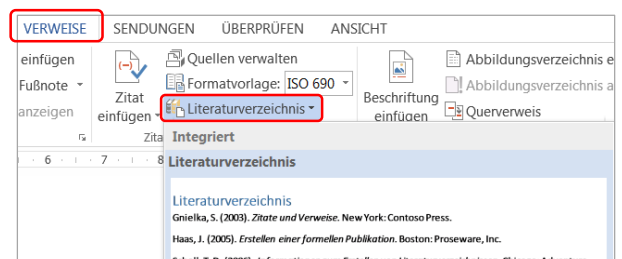 VERWEISE SENDUNGEN ÜBERPRÜFEN ANSICHT
einfügen
Fußnote
anzeigen
Zitat
einfügen
Quellen verwalten
Formatvorlage: ISO 690
Literaturverzeichnis
Zita
Beschriftung
einfügen
Abbildungsverzeichnis e
Abbildungsverzeichnis a
Querverweis
6 7 8
Integriert
Literaturverzeichnis
Literaturverzeichnis
Gnielka, S. (2003). Zitate und Verweise. New York: Contoso Press.
Haas, J. (2005). Erstellen einer formellen Publikation. Boston: Proseware, Inc.